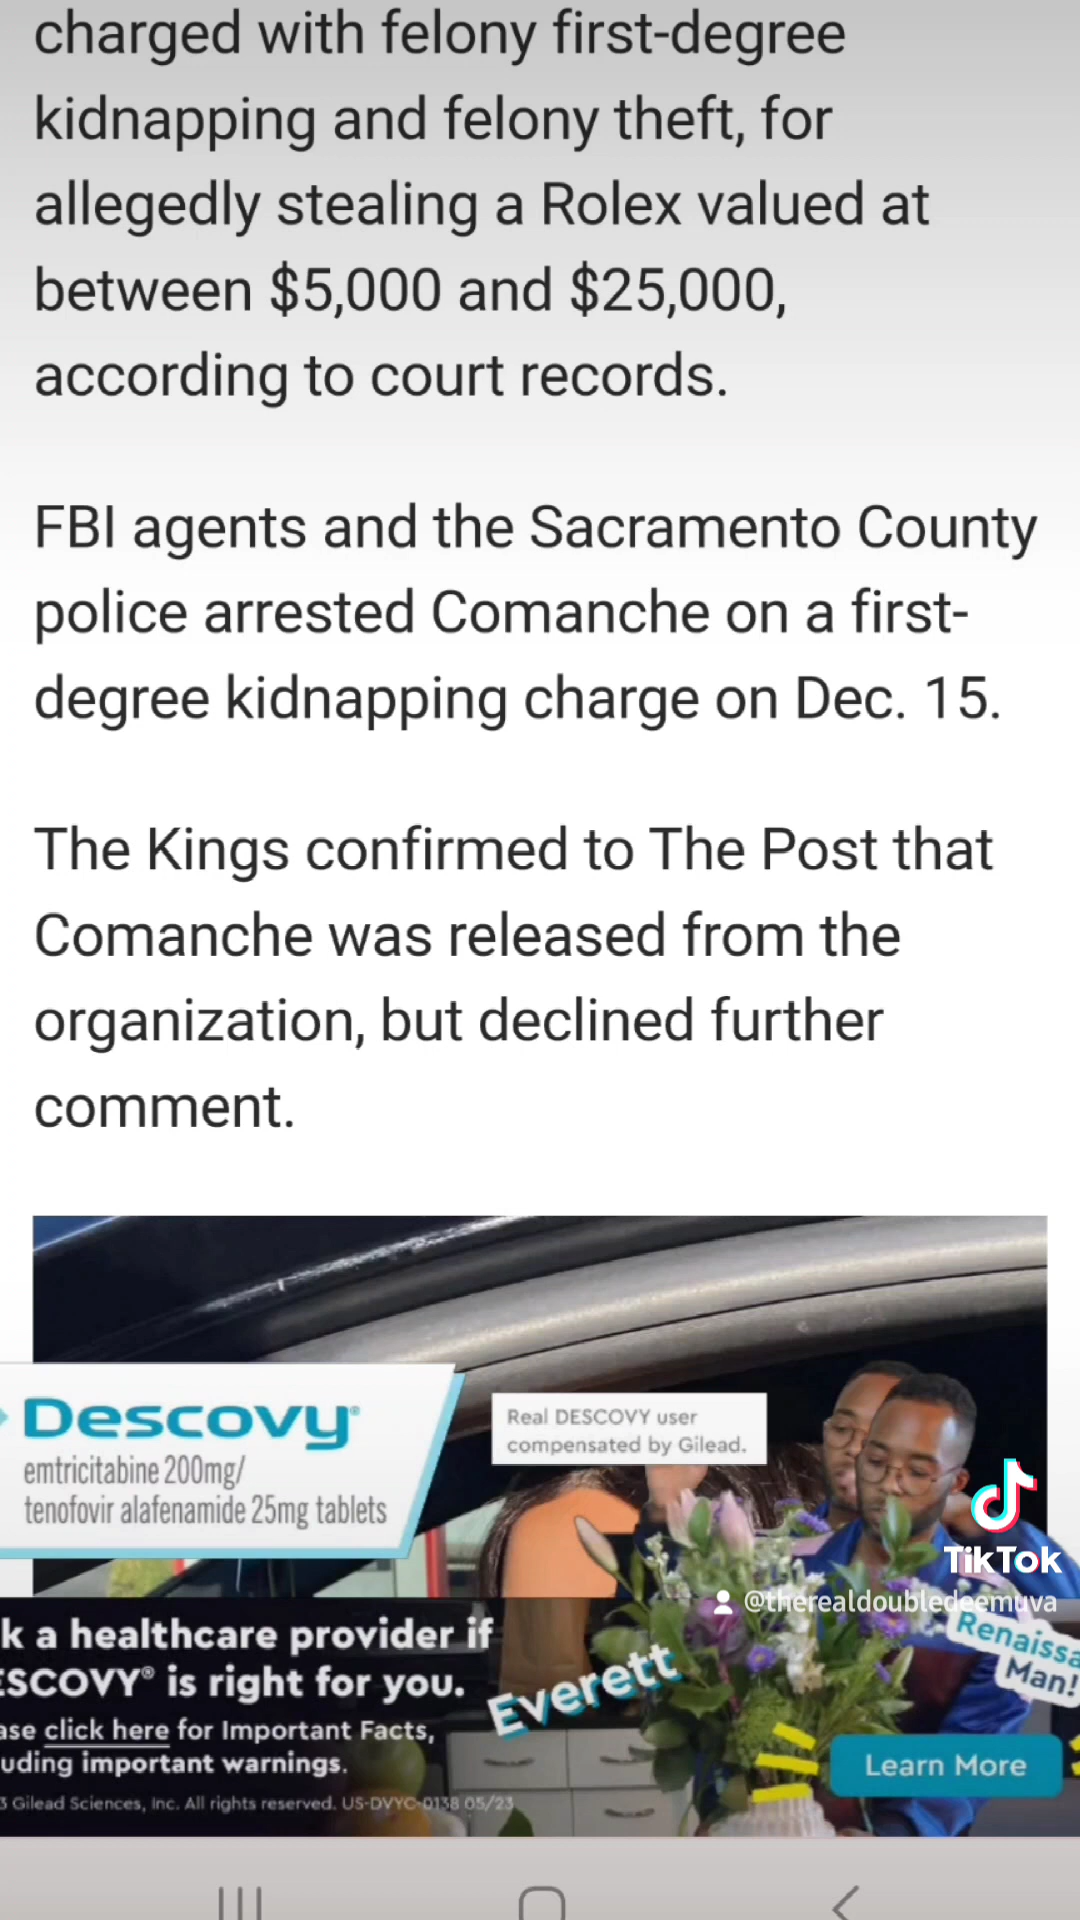 charged with felony first-degree
kidnapping and felony theft, for
allegedly stealing a Rolex valued at
between $5,000 and $25,000,
according to court records.
FBI agents and the Sacramento County
police arrested Comanche on a first-
degree kidnapping charge on Dec. 15.
The Kings confirmed to The Post that
Comanche was released from the
organization, but declined further
comment.
Descovy®
emtricitabine 200mg/
tenofovir alafenamide 25mg tablets
Real DESCOVY user
compensated by Gilead.
TikTok
@therealdoubledeemuva
k a healthcare provider if
ESCOVY® is right for you.
ase click here for Important Facts,
uding important warnings.
3 Gilead Sciences, Inc. All rights reserved. US-DVYC-0138 05/23
Everett
Renaissa
Man!
Learn More